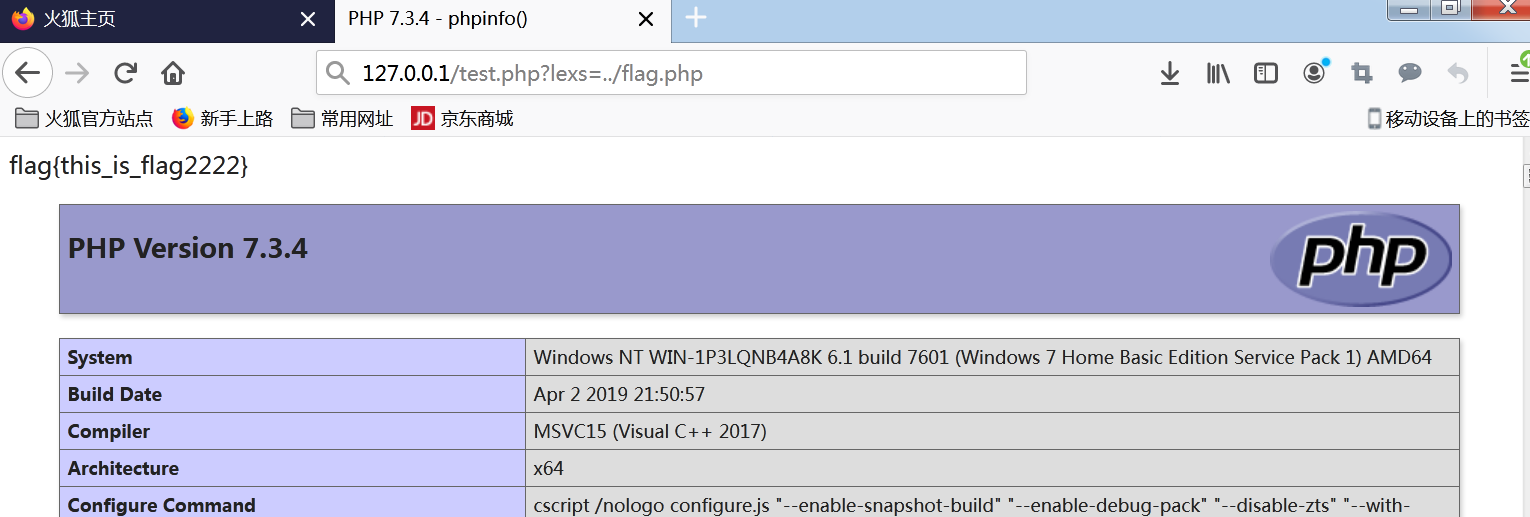 火狐主页
PHP 7.3.4 - phpinfo()
127.0.0.1/test.php?lexs=../flag.php
火狐官方站点
新手上路
常用网址
JD 京东商城
移动设备上的书签
flag{this_is_flag2222}
PHP Version 7.3.4
php
System Windows NT WIN-1P3LQNB4A8K 6.1 build 7601 (Windows 7 Home Basic Edition Service Pack 1) AMD64
Build Date Apr 2 2019 21:50:57
Compiler MSVC15 (Visual C++ 2017)
Architecture x64
Configure Command cscript /nologo configure.js "--enable-snapshot-build" "--enable-debug-pack" "--disable-zts" "--with-